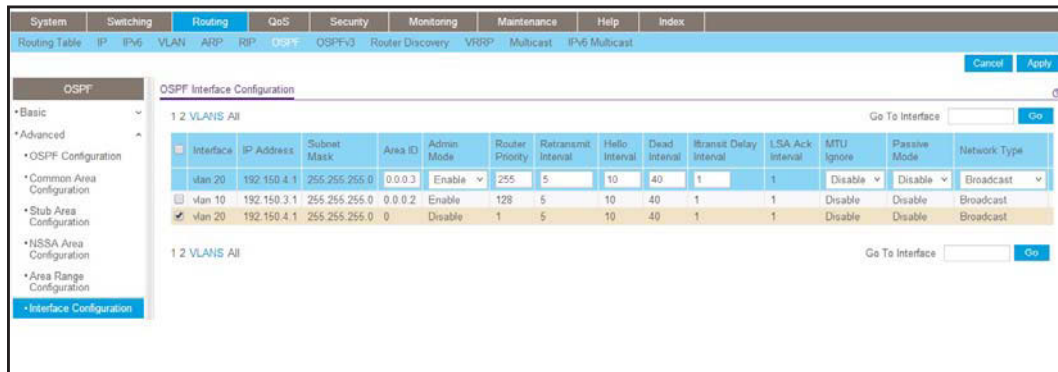 System Switching Routing QoS Security Monitoring Maintenance Help Index
Routing Table IP IPv6 VLAN ARP RIP OSPF OSPFv3 Router Discovery VRRP Multicast IPv6 Multicast
Cancel Apply
OSPF
•Basic
•Advanced
•OSPF Configuration
•Common Area
Configuration
•Stub Area
Configuration
•NSSA Area
Configuration
•Area Range
Configuration
•Interface Configuration
OSPF Interface Configuration
1 2 VLANS All Go To Interface Go
Interface IP Address Subnet Mask Area ID Admin Mode Router Priority Retransmit Interval Hello Interval Dead Interval Iftransit Delay Interval LSA Ack Interval MTU Ignore Passive Mode Network Type
vlan 20 192.150.4.1 255.255.255.0 0.0.0.3 Enable 255 5 10 40 1 1 Disable Disable Broadcast
vlan 10 192.150.3.1 255.255.255.0 0.0.0.2 Enable 128 5 10 40 1 1 Disable Disable Broadcast
vlan 20 192.150.4.1 255.255.255.0 0 Disable 1 5 10 40 1 1 Disable Disable Broadcast
1 2 VLANS All Go To Interface Go